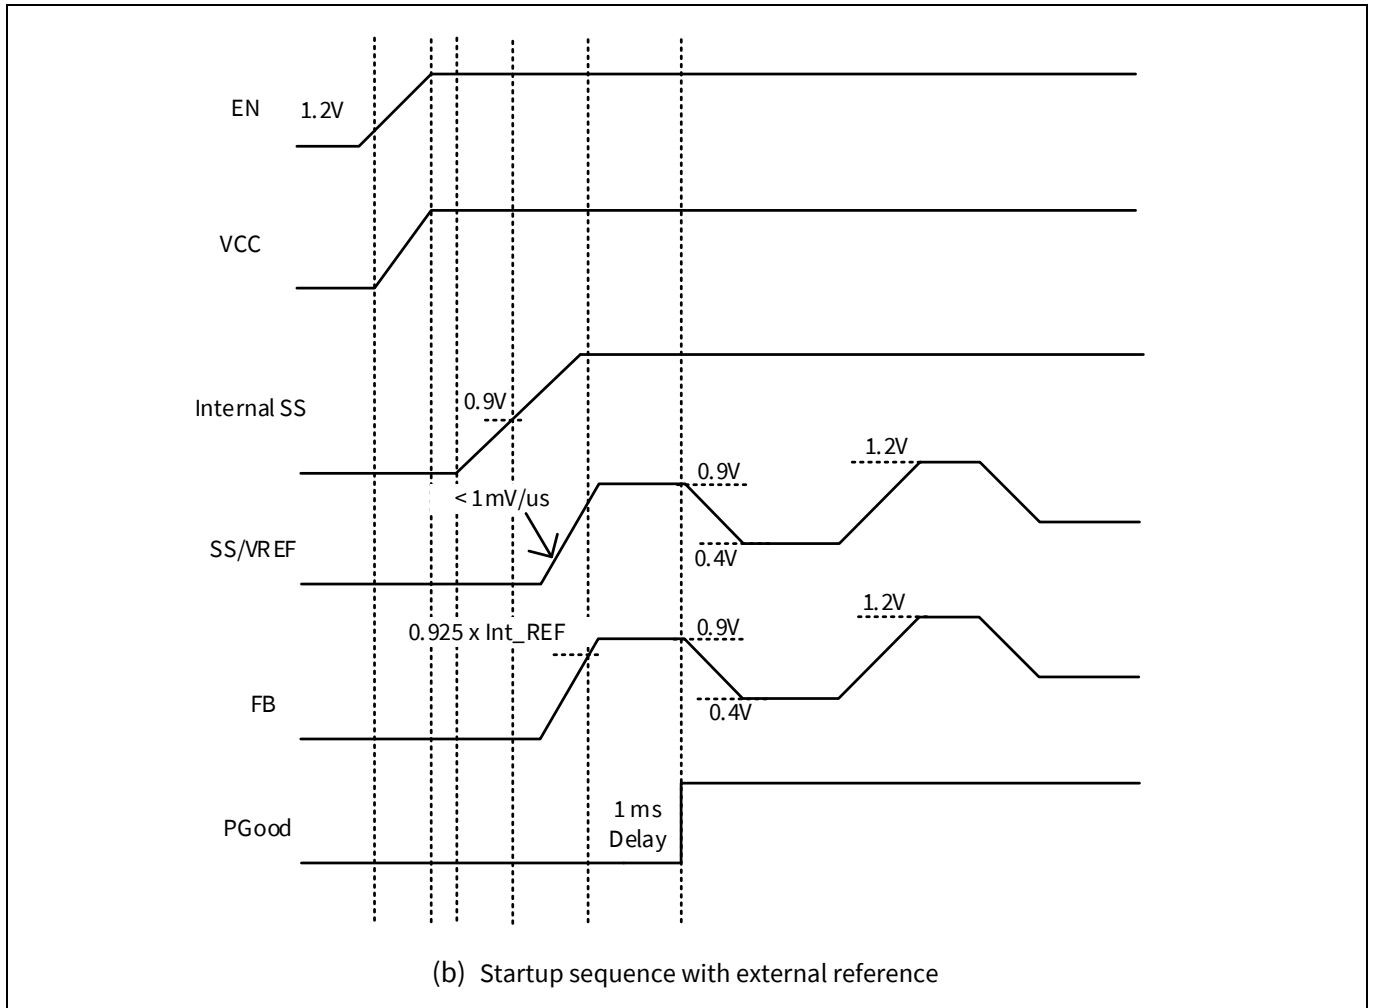 EN 1.2V
VCC
Internal SS
0.9V
< 1mV/us
SS/VREF
0.9V
0.4V
1.2V
0.925 x Int_REF
FB
0.9V
0.4V
1.2V
PGood
1 ms
Delay
(b) Startup sequence with external reference